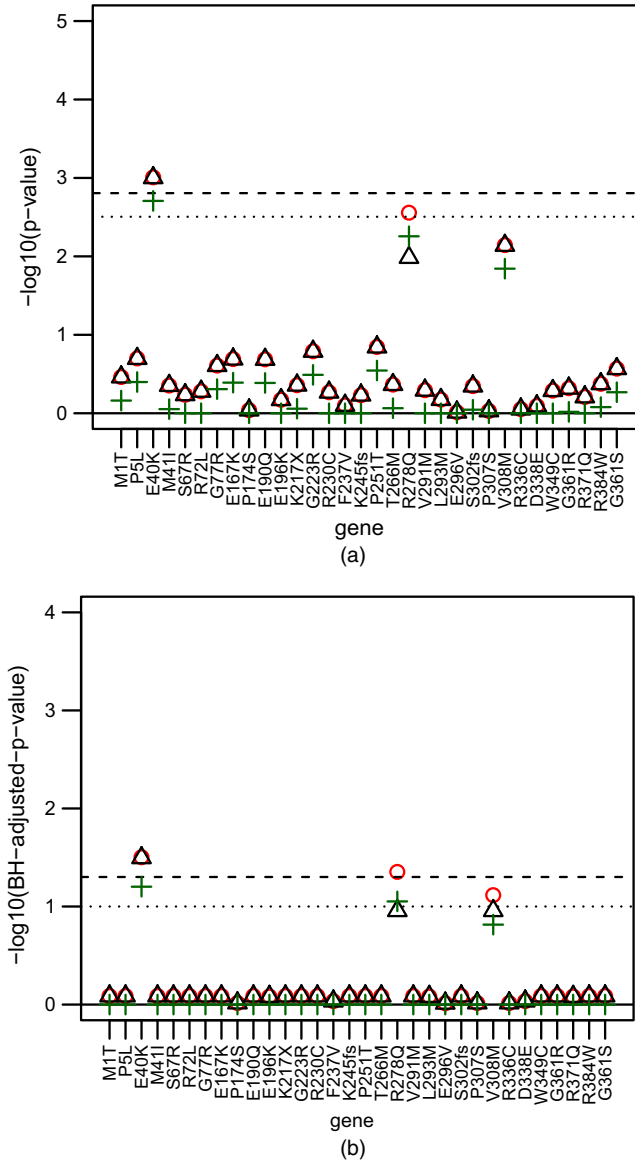 −log10(p−value)
5
4
3
2
1
0
M1T
P5L
E40K
M41I
S67R
R72L
G77R
E167K
P174S
E190Q
E196K
K217X
G223R
R230C
F237V
K245fs
P251T
T266M
R278Q
V291M
L293M
E296V
S302fs
P307S
V308M
R336C
D338E
W349C
G361R
R371Q
R384W
G361S
gene
(a)
−log10(BH−adjusted−p−value)
4
3
2
1
0
M1T
P5L
E40K
M41I
S67R
R72L
G77R
E167K
P174S
E190Q
E196K
K217X
G223R
R230C
F237V
K245fs
P251T
T266M
R278Q
V291M
L293M
E296V
S302fs
P307S
V308M
R336C
D338E
W349C
G361R
R371Q
R384W
G361S
gene
(b)